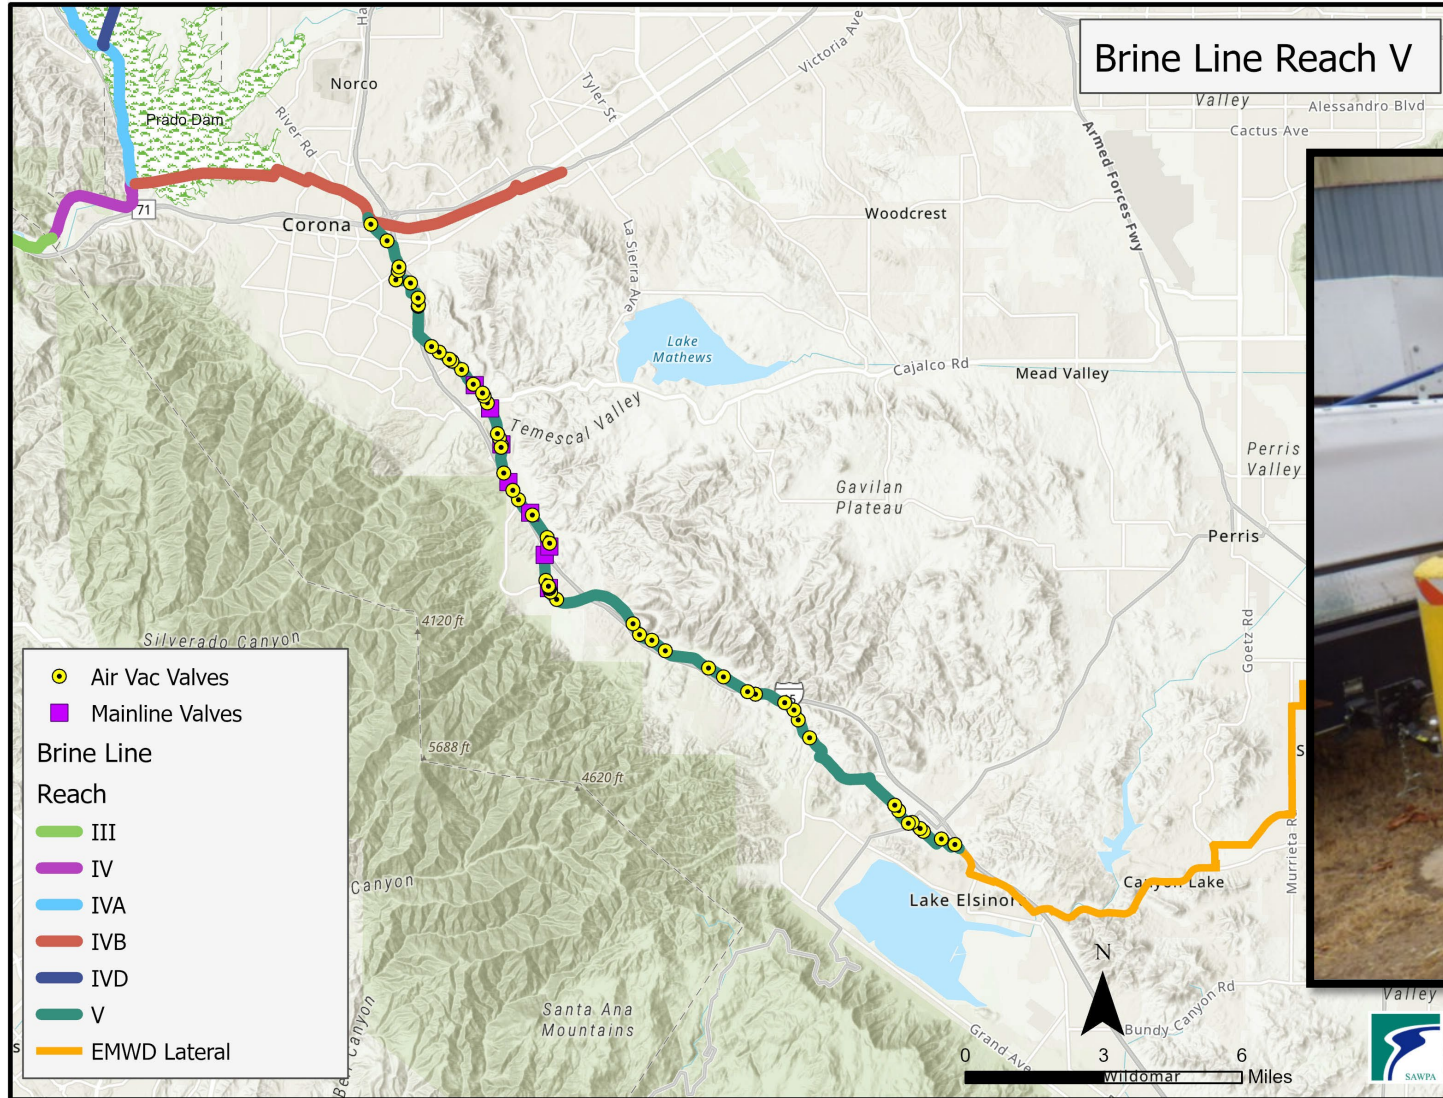 Brine Line Reach V
Ha
Victoria Ave
Norco
Tyler St
Valley
Alessandro Blvd
Cactus Ave
Prado Dam
River Rd
Armed Forces Fwy
71
Corona
Woodcrest
La Sierra Ave
Lake
Mathews
Cajalco Rd
Mead Valley
Temescal Valley
Perris
Valley
Gavilan
Plateau
Perris
4120 ft
Silverado Canyon
Goetz Rd
Air Vac Valves
Mainline Valves
5
Brine Line
5688 ft
S
Reach
4620 ft
III
IV
Canyon
Canyon Lake
Murrieta R
IVA
Lake Elsinor
IVB
N
IVD
Valley
V
Santa Ana
Mountains
Bundy Canyon Rd
EMWD Lateral
s
Grand Ave
0 3 6
Miles
Wildomar
SAWPA